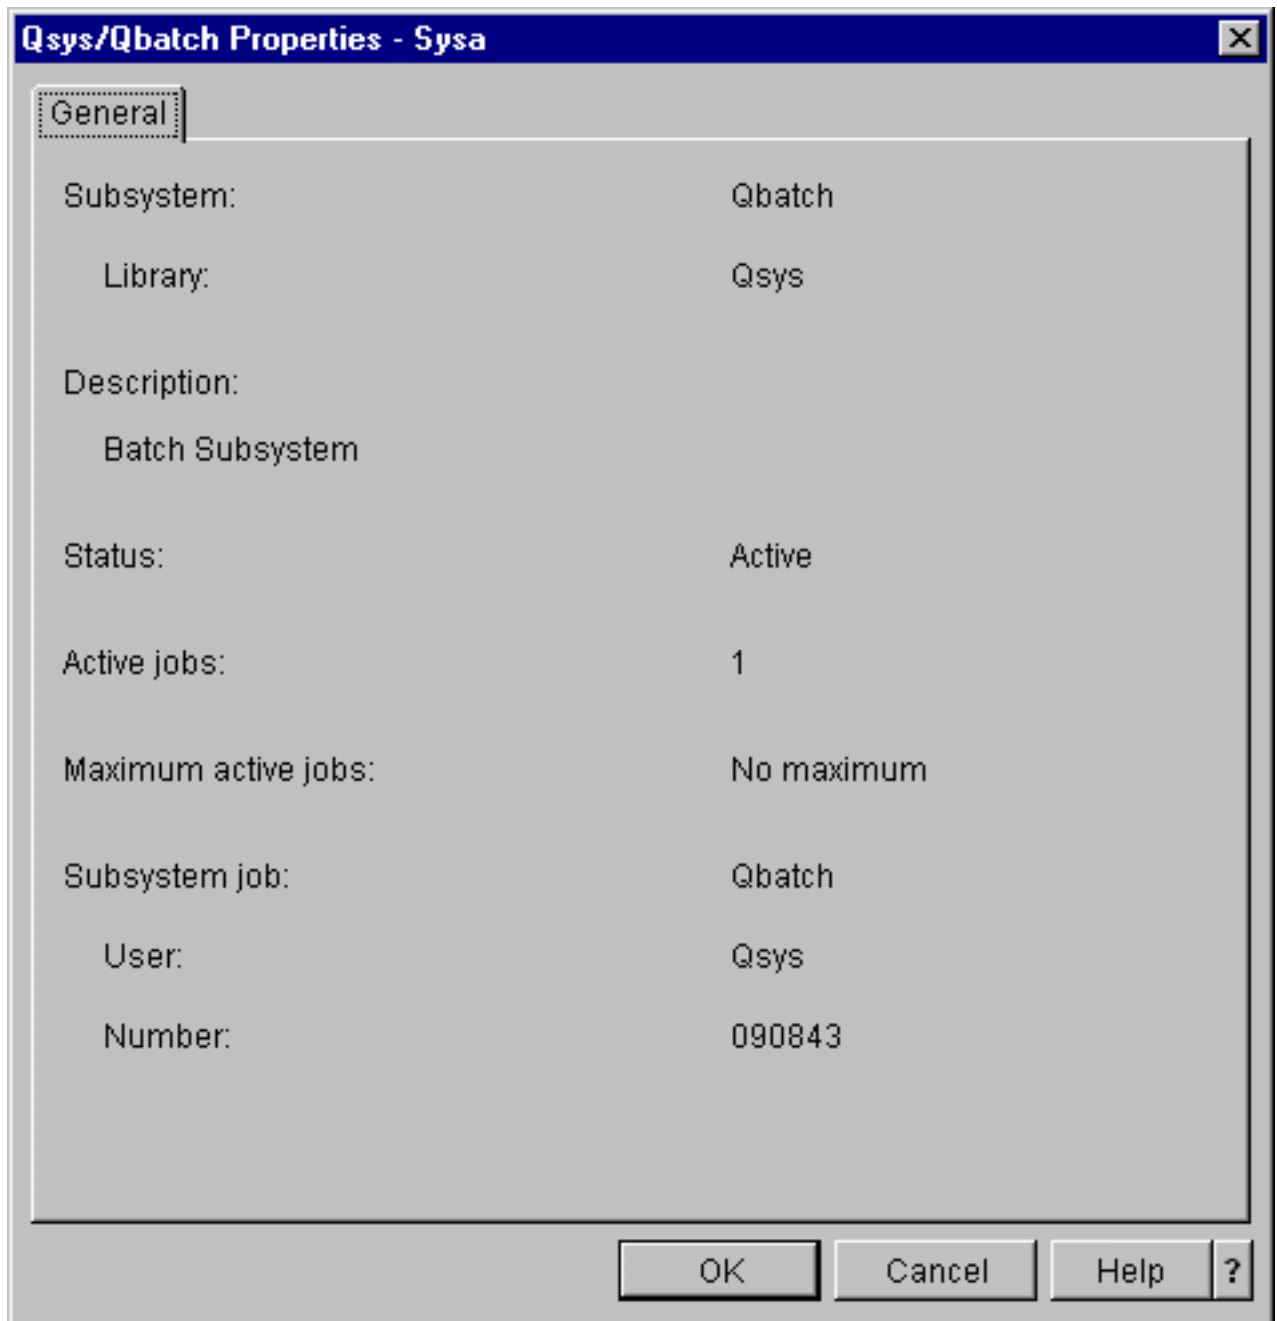 Qsys/Qbatch Properties - Sysa
General
Subsystem: Qbatch
Library: Qsys
Description:
Batch Subsystem
Status: Active
Active jobs: 1
Maximum active jobs: No maximum
Subsystem job: Qbatch
User: Qsys
Number: 090843
OK Cancel Help ?